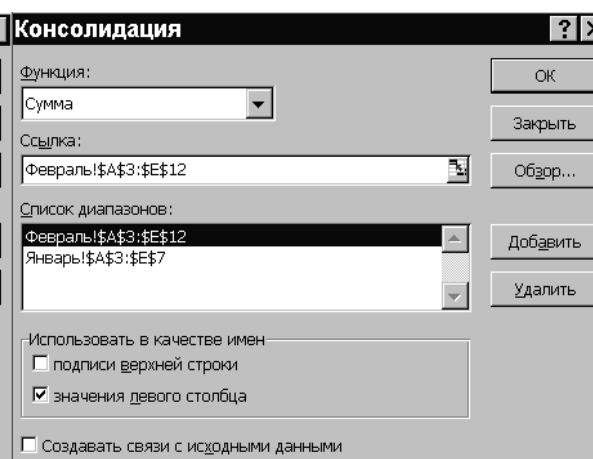 Консолидация
Функция:
Сумма
Ссылка:
Февраль!$A$3:$E$12
Список диапазонов:
Февраль!$A$3:$E$12
Январь!$A$3:$E$7
Использовать в качестве имен
подписи верхней строки
значения левого столбца
Создавать связи с исходными данными
ОК
Закрыть
Обзор...
Добавить
Удалить